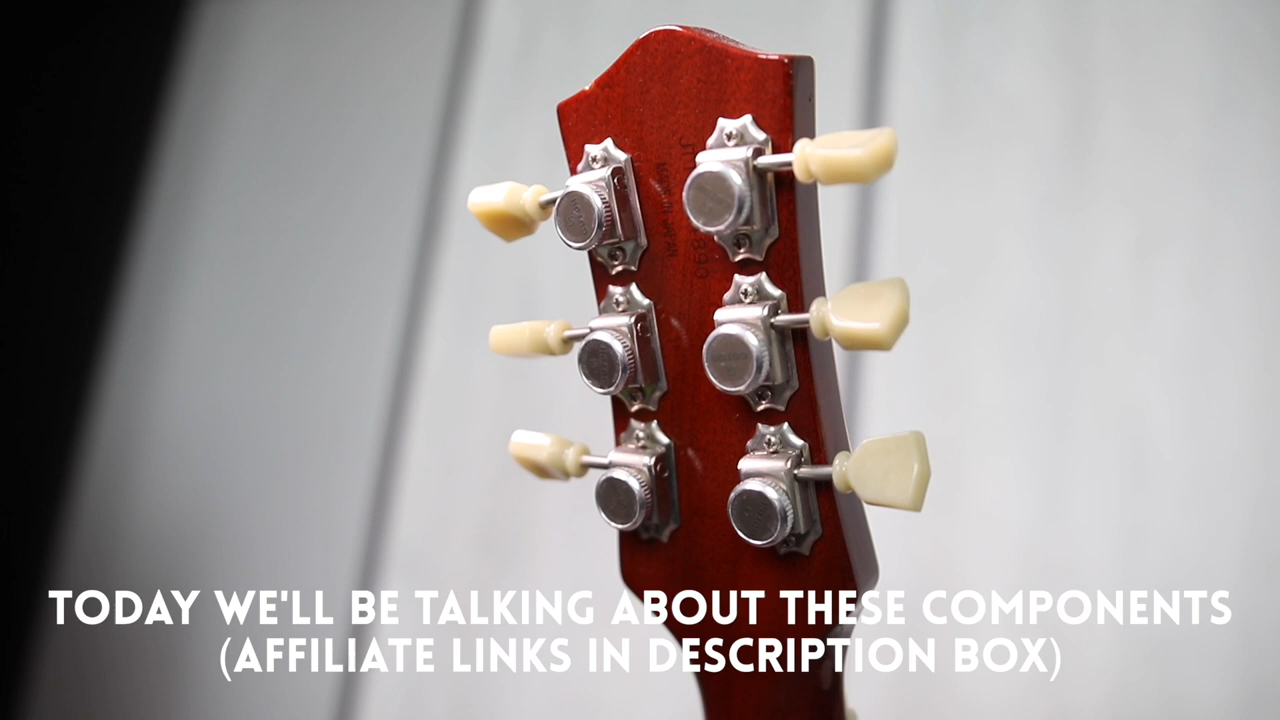 TODAY WE'LL BE TALKING ABOUT THESE COMPONENTS
(AFFILIATE LINKS IN DESCRIPTION BOX)